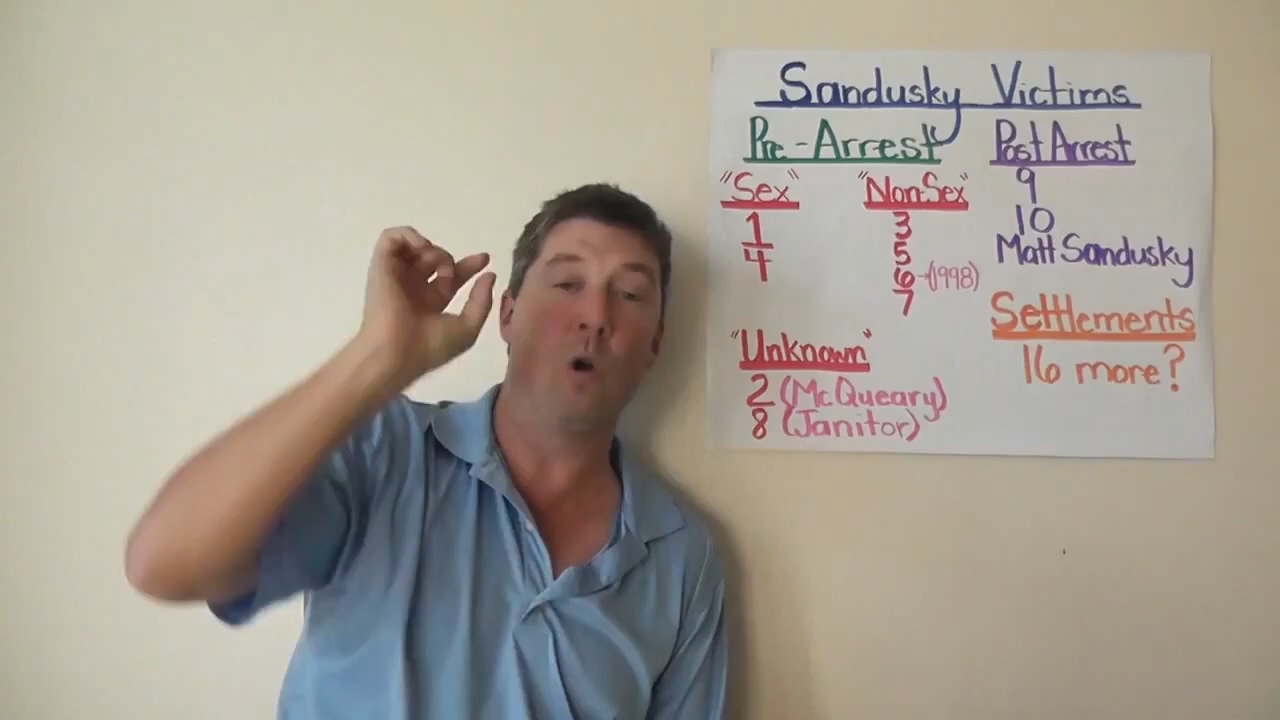 Sandusky Victims
Pre-Arrest
"Sex"
1
4
"Non-Sex"
3
5
6→(1998)
7
"Unknown"
2 (McQueary)
8 (Janitor)
Post Arrest
9
10
Matt Sandusky
Settlements
16 more?